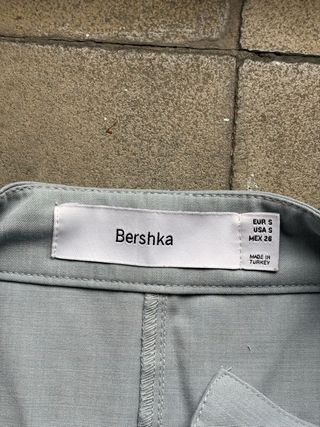 Bershka
EUR S
USA S
MEX 26
MADE IN
TURKEY